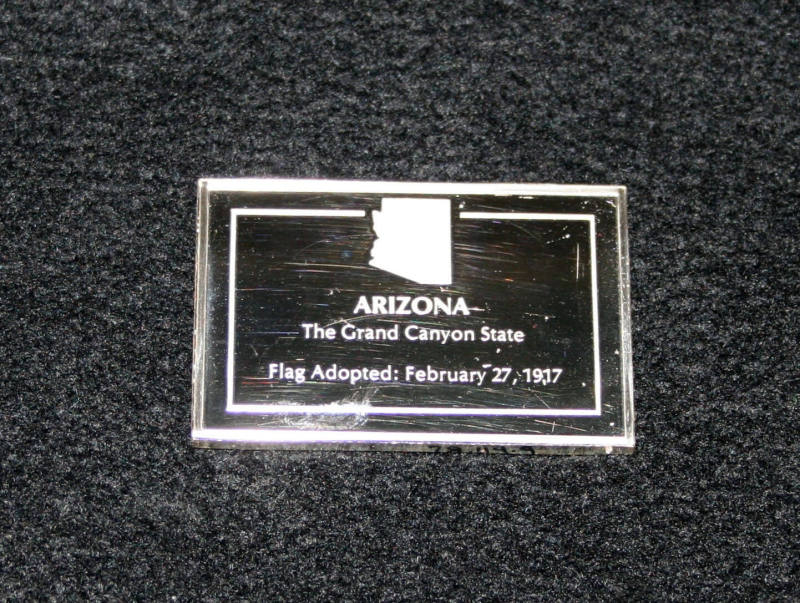 ARIZONA
The Grand Canyon State
Flag Adopted: February 27, 1917